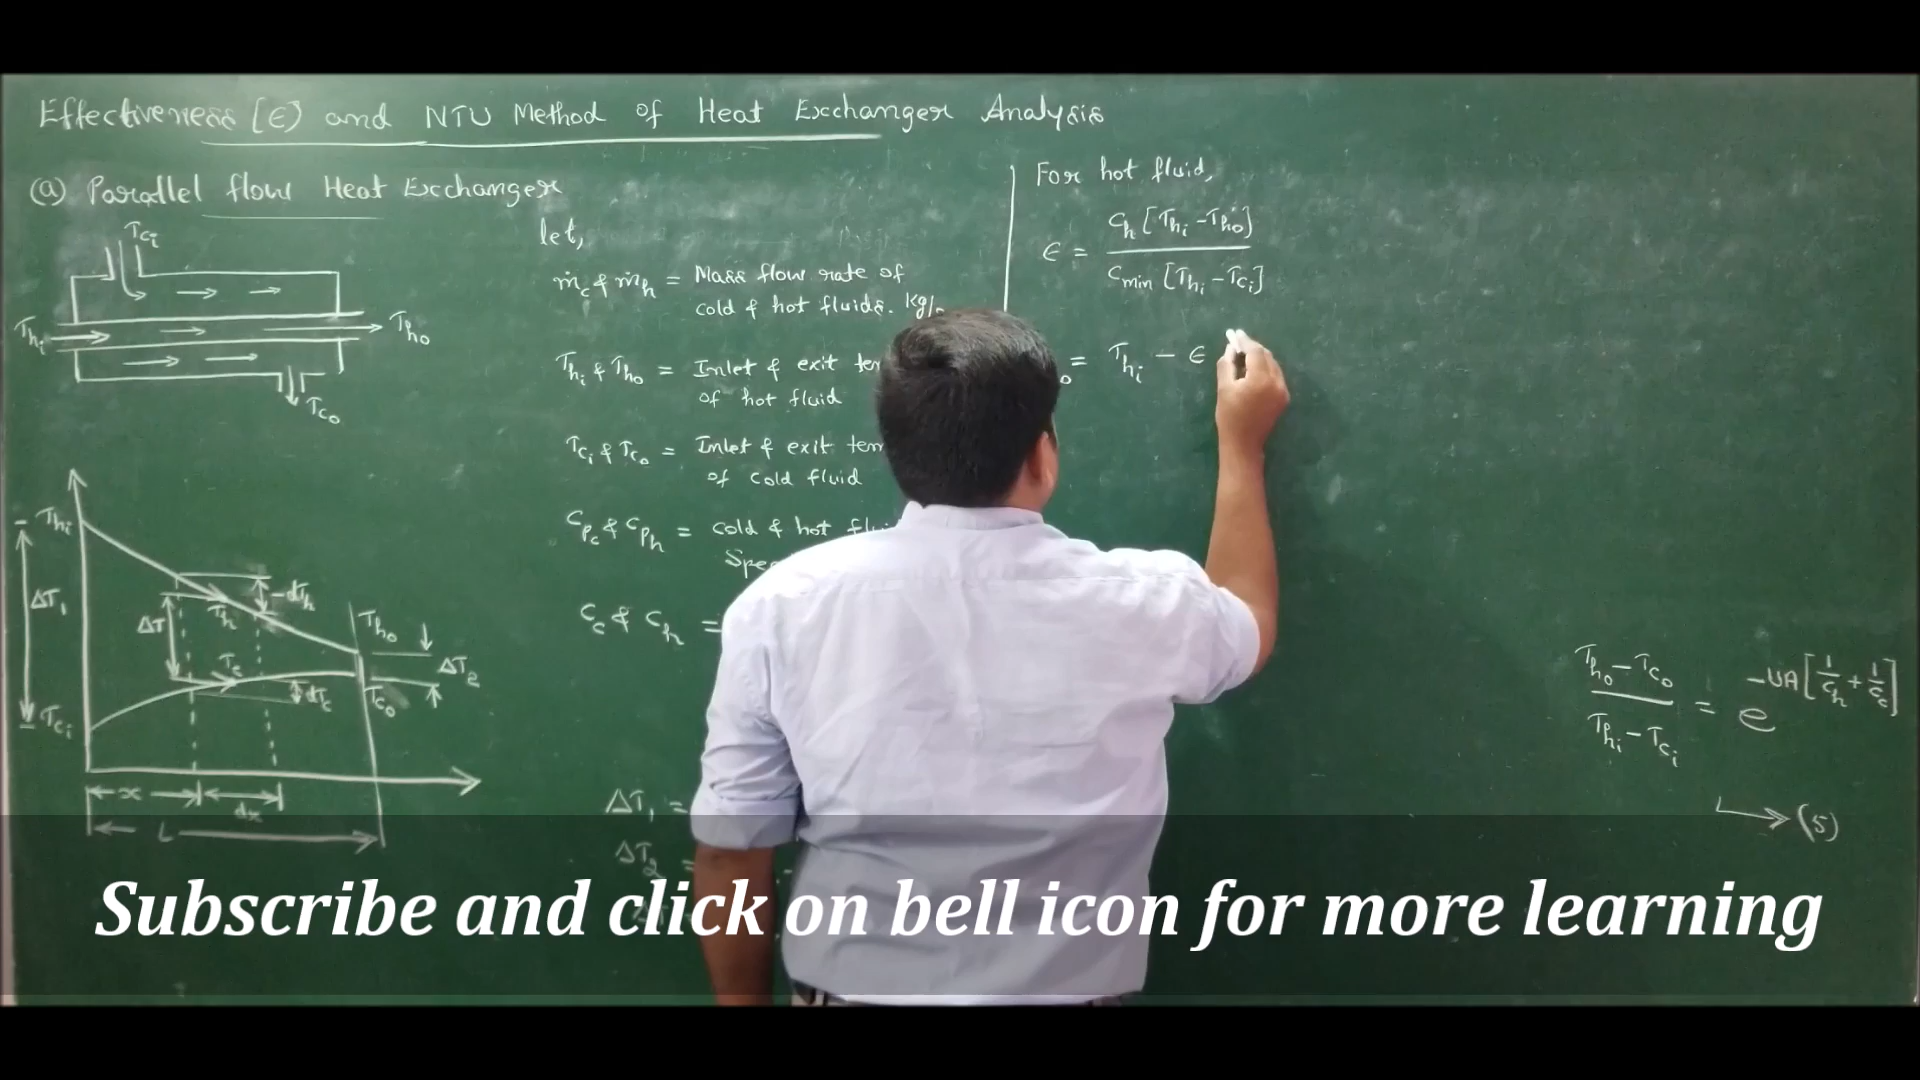 Effectiveness [ε] and NTU Method of Heat Exchanger Analysis
(a) Parallel flow Heat Exchanger
Tci
Thi
Tho
Tco
Thi
ΔT1
Tci
ΔT
Th
-dTh
Tc
dTc
Tho
ΔT2
Tco
x
dx
L
let,
ṁc & ṁh = Mass flow rate of
cold & hot fluids. kg/
Thi & Tho = Inlet & exit
of hot fluid
Tci & Tco = Inlet & exit
of cold fluid
Cpc & Cph = cold & hot
Cc & Ch =
ΔT1 =
ΔT2 =
For hot fluid,
ε = Ch [Thi - Tho] / Cmin [Thi - Tci]
o = Thi - ε
Tho - Tco / Thi - Tci = e^-UA[1/Ch + 1/Cc]
→ (5)
Subscribe and click on bell icon for more learning